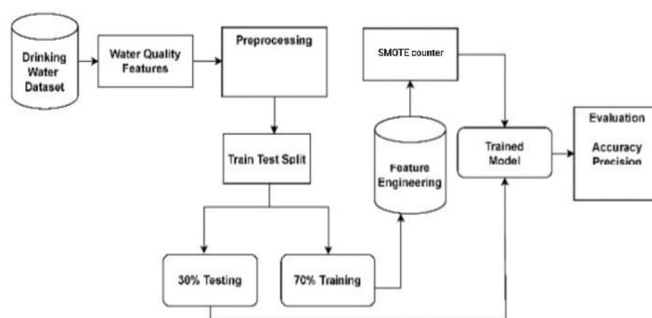 Drinking
Water
Dataset
Water Quality
Features
Preprocessing
Train Test Split
30% Testing
70% Training
Feature
Engineering
SMOTE counter
Trained
Model
Evaluation
Accuracy
Precision